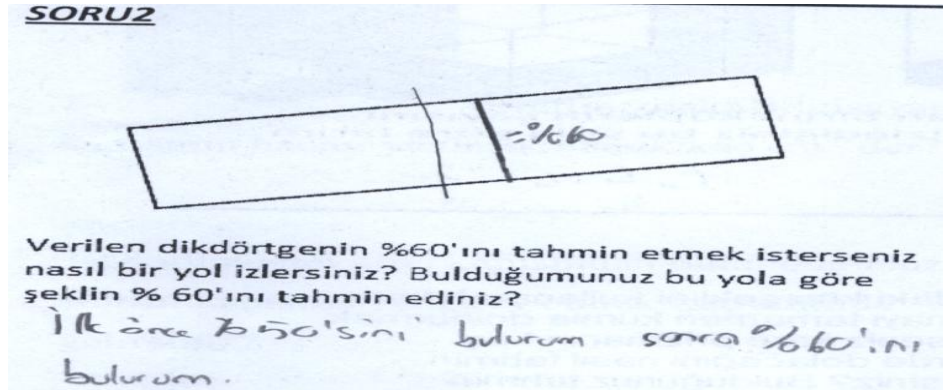 SORU2
-%60
Verilen dikdörtgenin %60'ını tahmin etmek isterseniz
nasıl bir yol izlersiniz? Bulduğumunuz bu yola göre
şeklin % 60'ını tahmin ediniz?
İlk önce %50'sini bulurum sonra %60'ını
bulurum.